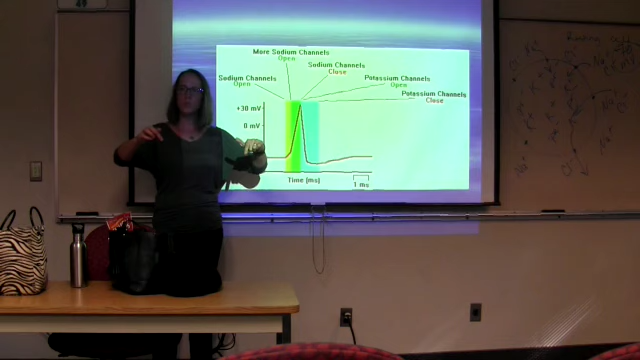 More Sodium Channels
Open
Sodium Channels
Close
Sodium Channels
Open
Potassium Channels
Open
Potassium Channels
Close
+30 mV
0 mV
Time (ms)
1 ms